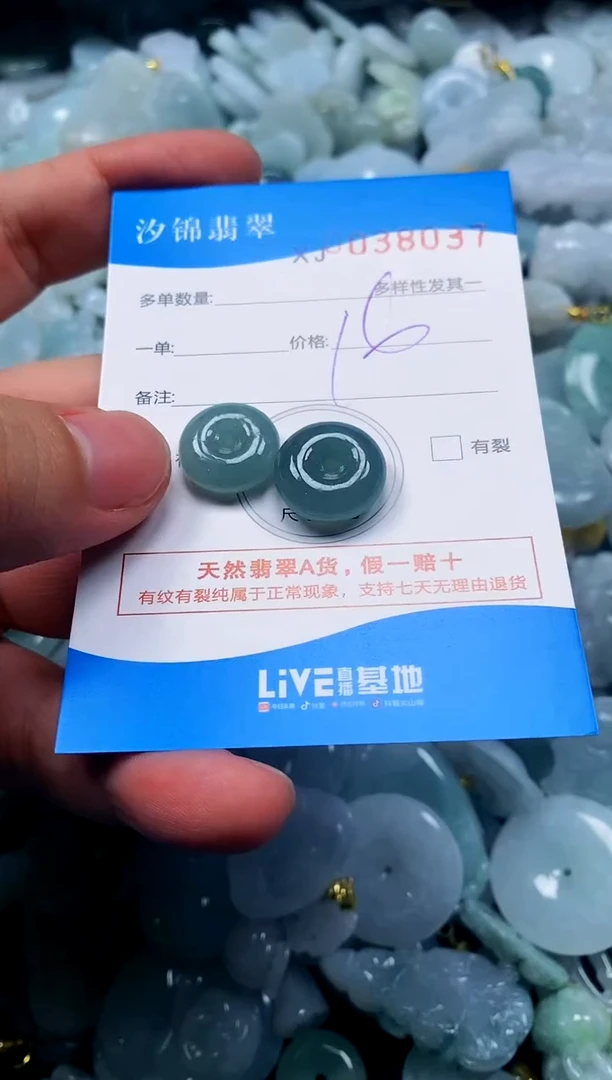 汐锦翡翠
XJ0038037
多单数量:
多样性发其一
一单:
价格:
16
备注:
有裂
尺
天然翡翠A货，假一赔十
有纹有裂纯属于正常现象，支持七天无理由退货
LiVE直播基地